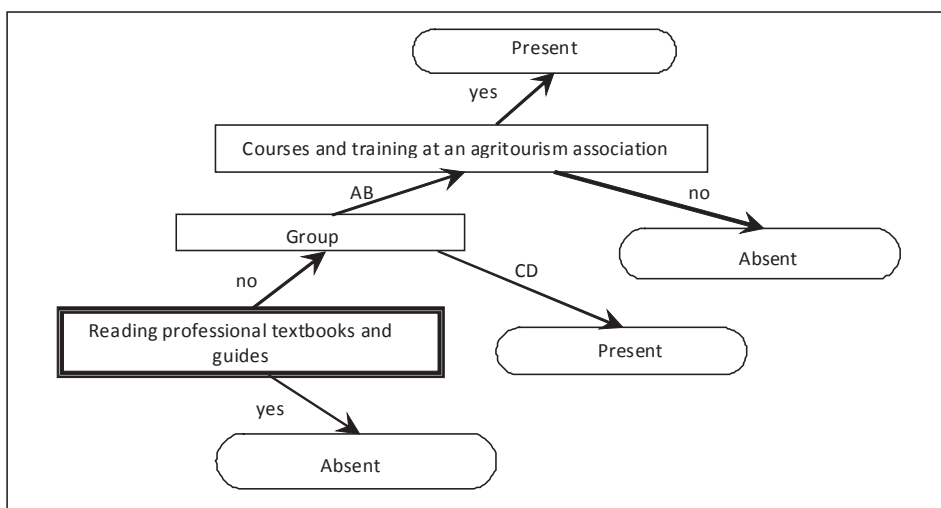 Present
yes
Courses and training at an agritourism association
AB
no
Group
Absent
CD
no
Reading professional textbooks and
guides
Present
yes
Absent